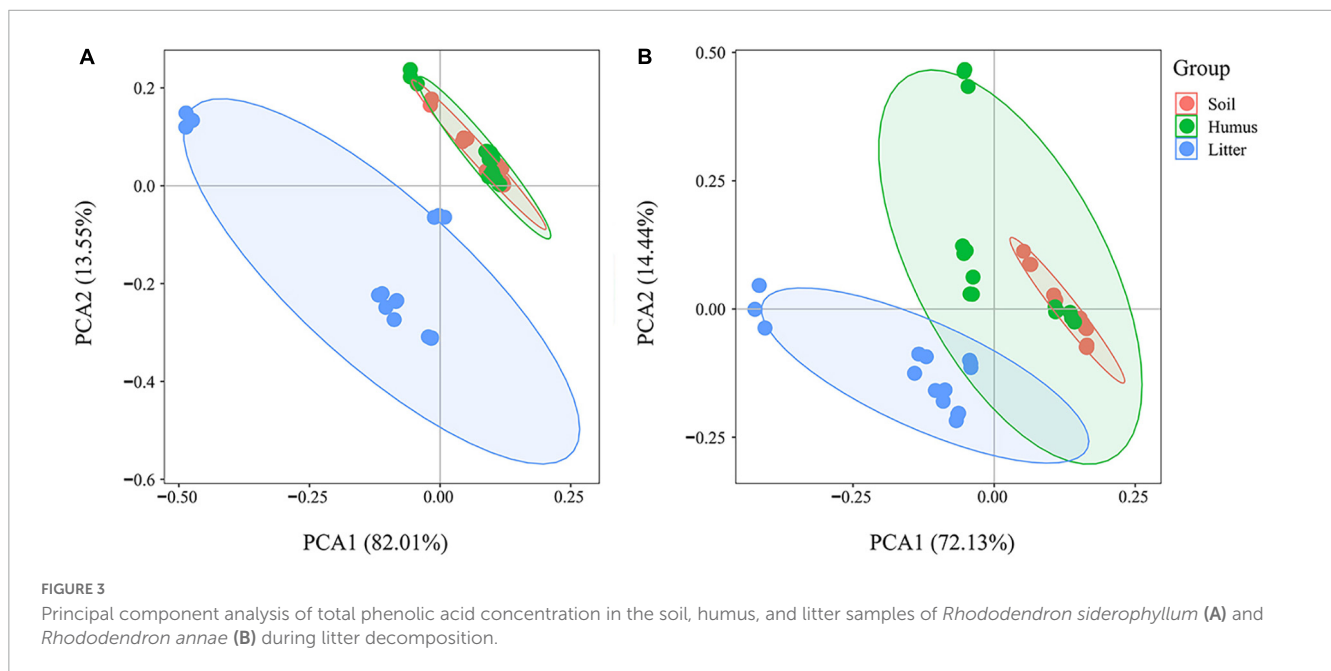 A
B
0.2
0.0
−0.2
−0.4
−0.6
−0.50
−0.25
0.00
0.25
PCA2 (13.55%)
PCA1 (82.01%)
0.50
0.25
0.00
−0.25
−0.25
0.00
0.25
PCA2 (14.44%)
PCA1 (72.13%)
Group
Soil
Humus
Litter
FIGURE 3
Principal component analysis of total phenolic acid concentration in the soil, humus, and litter samples of Rhododendron siderophyllum (A) and
Rhododendron annae (B) during litter decomposition.